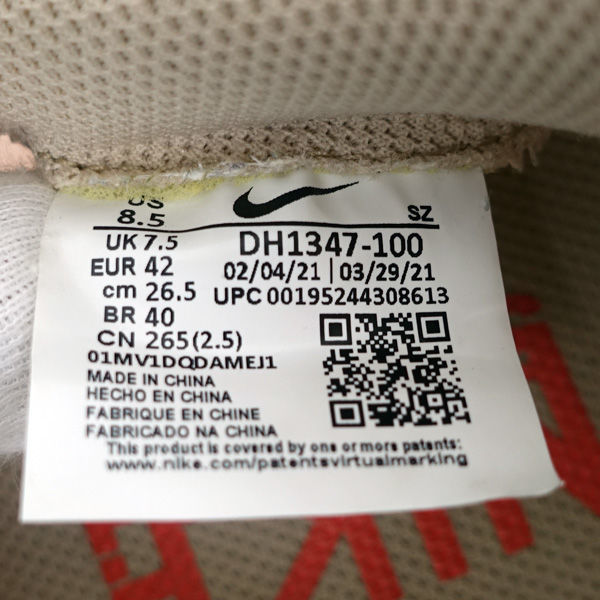 US
8.5
SZ
UK 7.5
DH1347-100
EUR 42
02/04/21 | 03/29/21
cm 26.5
UPC 00195244308613
BR 40
CN 265(2.5)
01MV1DQDAMEJ1
MADE IN CHINA
HECHO EN CHINA
FABRIQUE EN CHINE
FABRICADO NA CHINA
This product is covered by one or more patents:
www.nike.com/patentsvirtualmarking